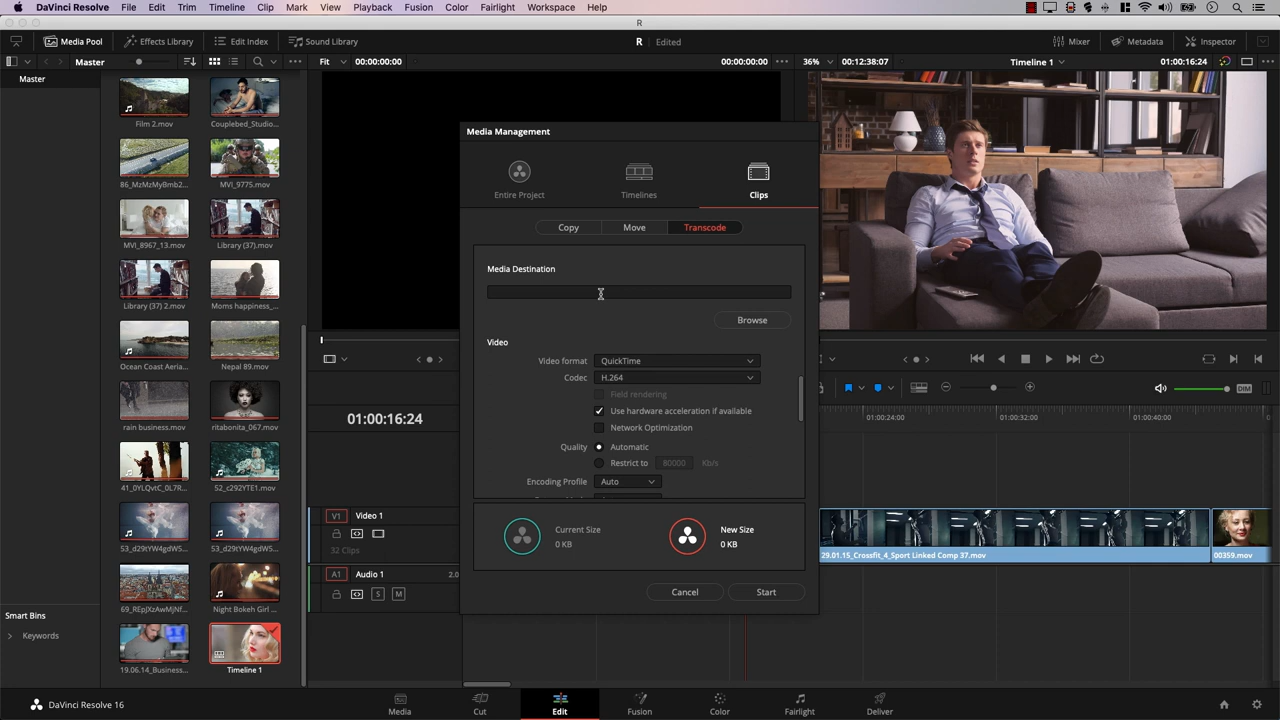 DaVinci Resolve File Edit Trim Timeline Clip Mark View Playback Fusion Color Fairlight Workspace Help
R
Media Pool Effects Library Edit Index Sound Library R Edited Mixer Metadata Inspector
Master Fit 00:00:00:00 00:00:00:00 36% 00:12:38:07 Timeline 1 01:00:16:24
Master
Film 2.mov Couplebed_Studio...
86_MzMyMyBmb2... MVI_9775.mov
MVI_8967_13.mov Library (37).mov
Library (37) 2.mov Moms happiness_...
Ocean Coast Aeria... Nepal 89.mov
rain business.mov ritabonita_067.mov
41_0YLQvtC_0L7R... S2_c292YTE1.mov
S3_d29tYW4gdW5... S3_d29tYW4gdW5...
69_REpJXzAwMjNf... Night Bokeh Girl ...
19.06.14_Business... Timeline 1
Smart Bins
Keywords
Media Management
Entire Project Timelines Clips
Copy Move Transcode
Media Destination
Browse
Video
Video format QuickTime
Codec H.264
Field rendering
Use hardware acceleration if available
Network Optimization
Quality Automatic
Restrict to 80000 Kb/s
Encoding Profile Auto
Current Size
0 KB
New Size
0 KB
Cancel Start
DIM
01:00:16:24
01:00:24:00 01:00:32:00 01:00:40:00
V1 Video 1
32 Clips
A1 Audio 1 2.0
S M
29.01.15_Crossfit_4_Sport Linked Comp 37.mov 00359.mov
DaVinci Resolve 16
Media Cut Edit Fusion Color Fairlight Deliver